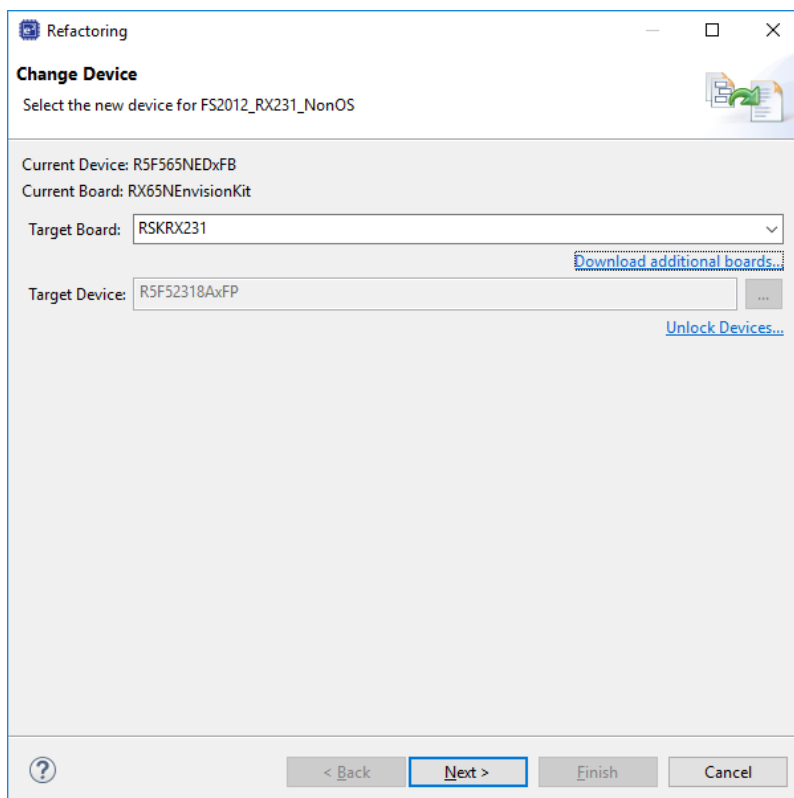 Refactoring
Change Device
Select the new device for FS2012_RX231_NonOS
Current Device: R5F565NEDxFB
Current Board: RX65NEnvisionKit
Target Board: RSKRX231
Download additional boards...
Target Device: R5F52318AxFP ...
Unlock Devices...
? < Back Next > Finish Cancel